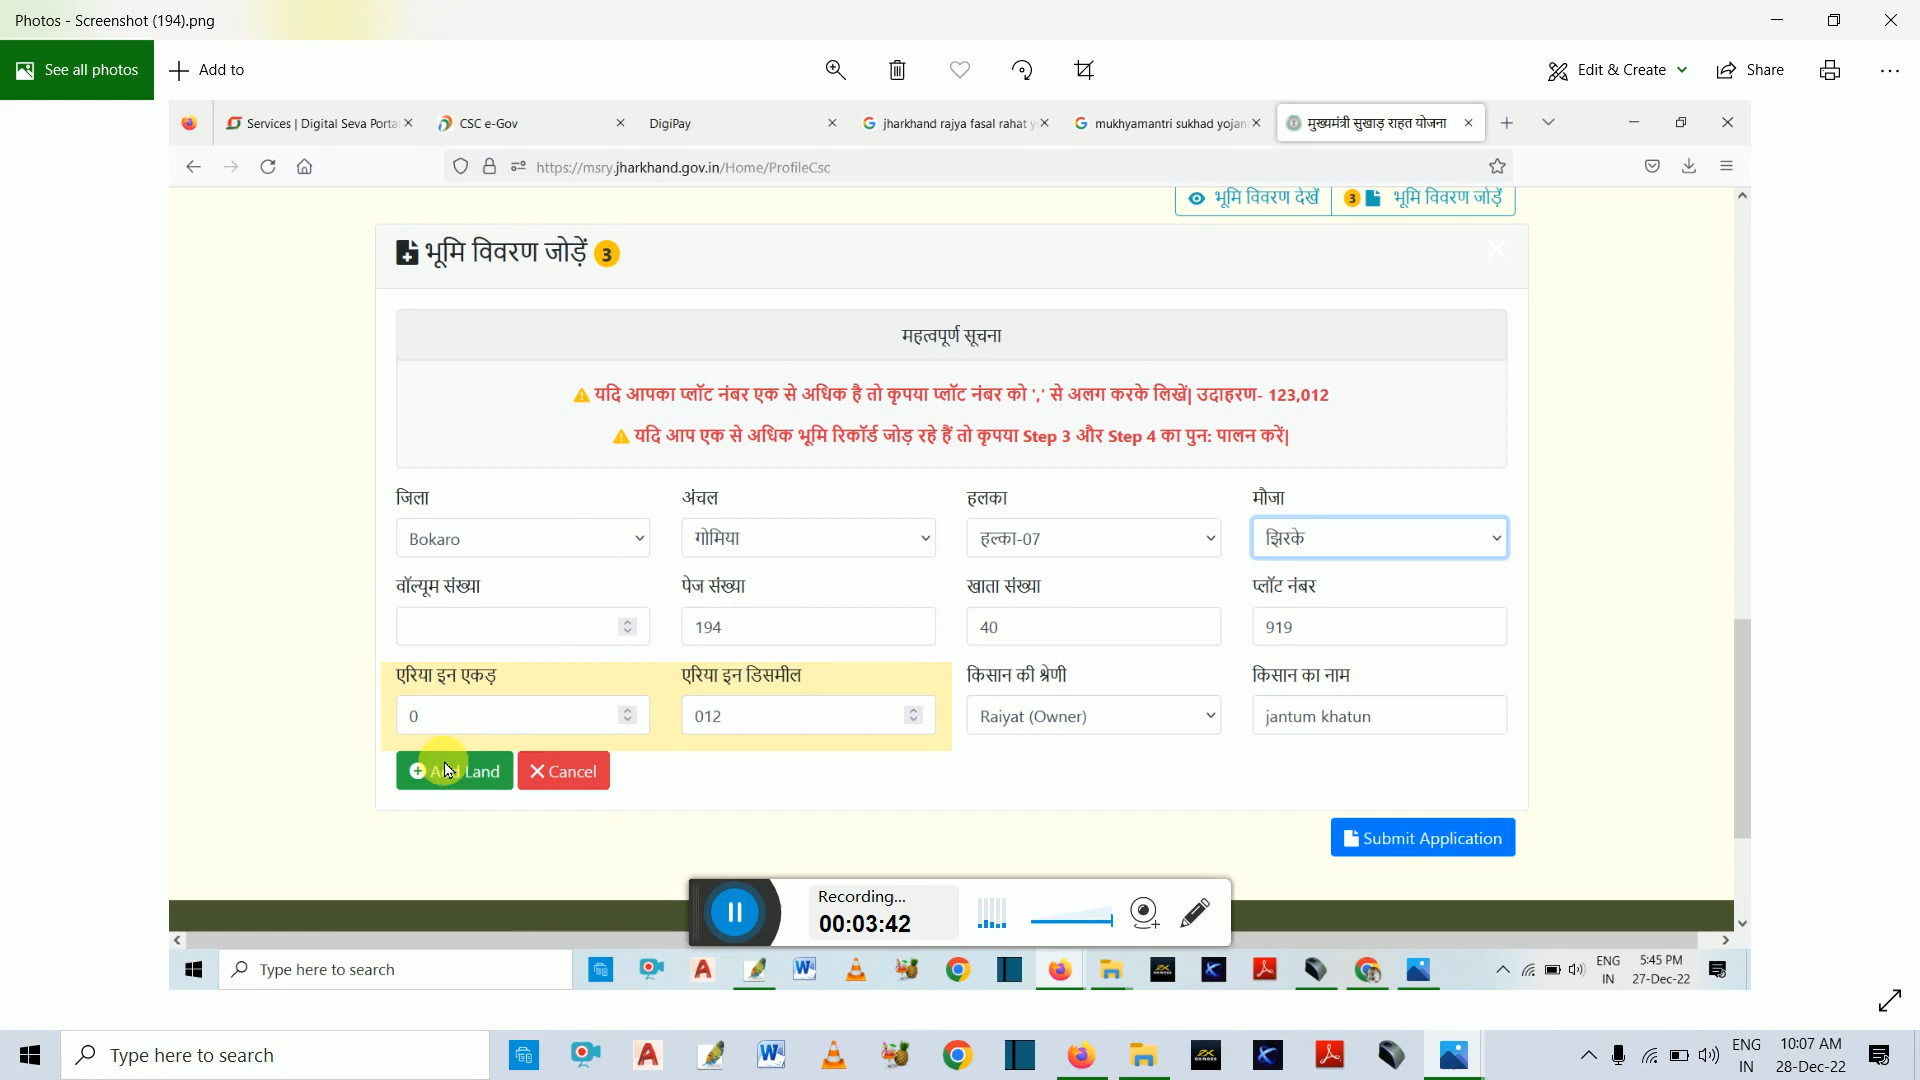 Photos - Screenshot (194).png
See all photos
Add to
Edit & Create
Share
Services | Digital Seva Porta
CSC e-Gov
DigiPay
jharkhand rajya fasal rahat y
mukhyamantri sukhad yojan
मुख्यमंत्री सुखाड़ राहत योजना
https://msry.jharkhand.gov.in/Home/ProfileCsc
भूमि विवरण देखें
3 भूमि विवरण जोड़ें
भूमि विवरण जोड़ें 3
महत्वपूर्ण सूचना
यदि आपका प्लॉट नंबर एक से अधिक है तो कृपया प्लॉट नंबर को ',' से अलग करके लिखें| उदाहरण- 123,012
यदि आप एक से अधिक भूमि रिकॉर्ड जोड़ रहे हैं तो कृपया Step 3 और Step 4 का पुन: पालन करें|
जिला अंचल हलका मौजा
Bokaro गोमिया हल्का-07 झिरके
वॉल्यूम संख्या पेज संख्या खाता संख्या प्लॉट नंबर
194 40 919
एरिया इन एकड़ एरिया इन डिसमील किसान की श्रेणी किसान का नाम
0 012 Raiyat (Owner) jantum khatun
Land Cancel
Submit Application
Recording...
00:03:42
Type here to search
ENG
IN
5:45 PM
27-Dec-22
Type here to search
ENG
IN
10:07 AM
28-Dec-22